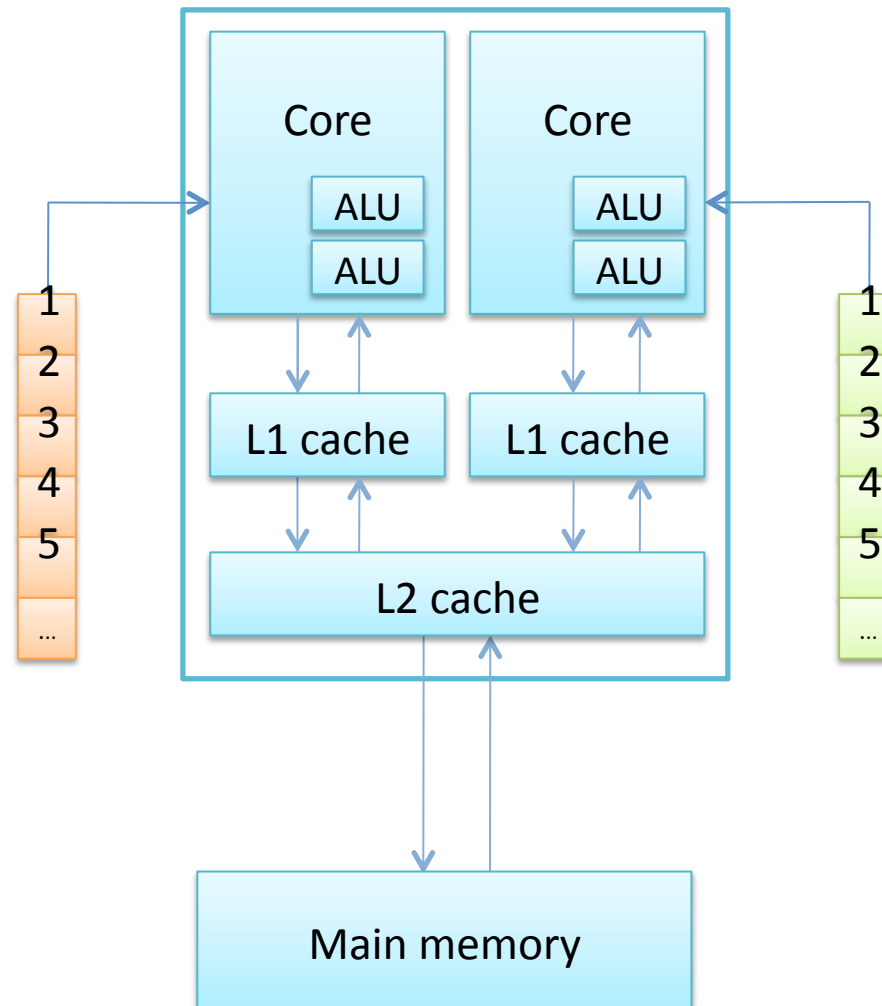 Core
Core
ALU
ALU
ALU
ALU
1
2
3
4
5
...
1
2
3
4
5
...
L1 cache
L1 cache
L2 cache
Main memory